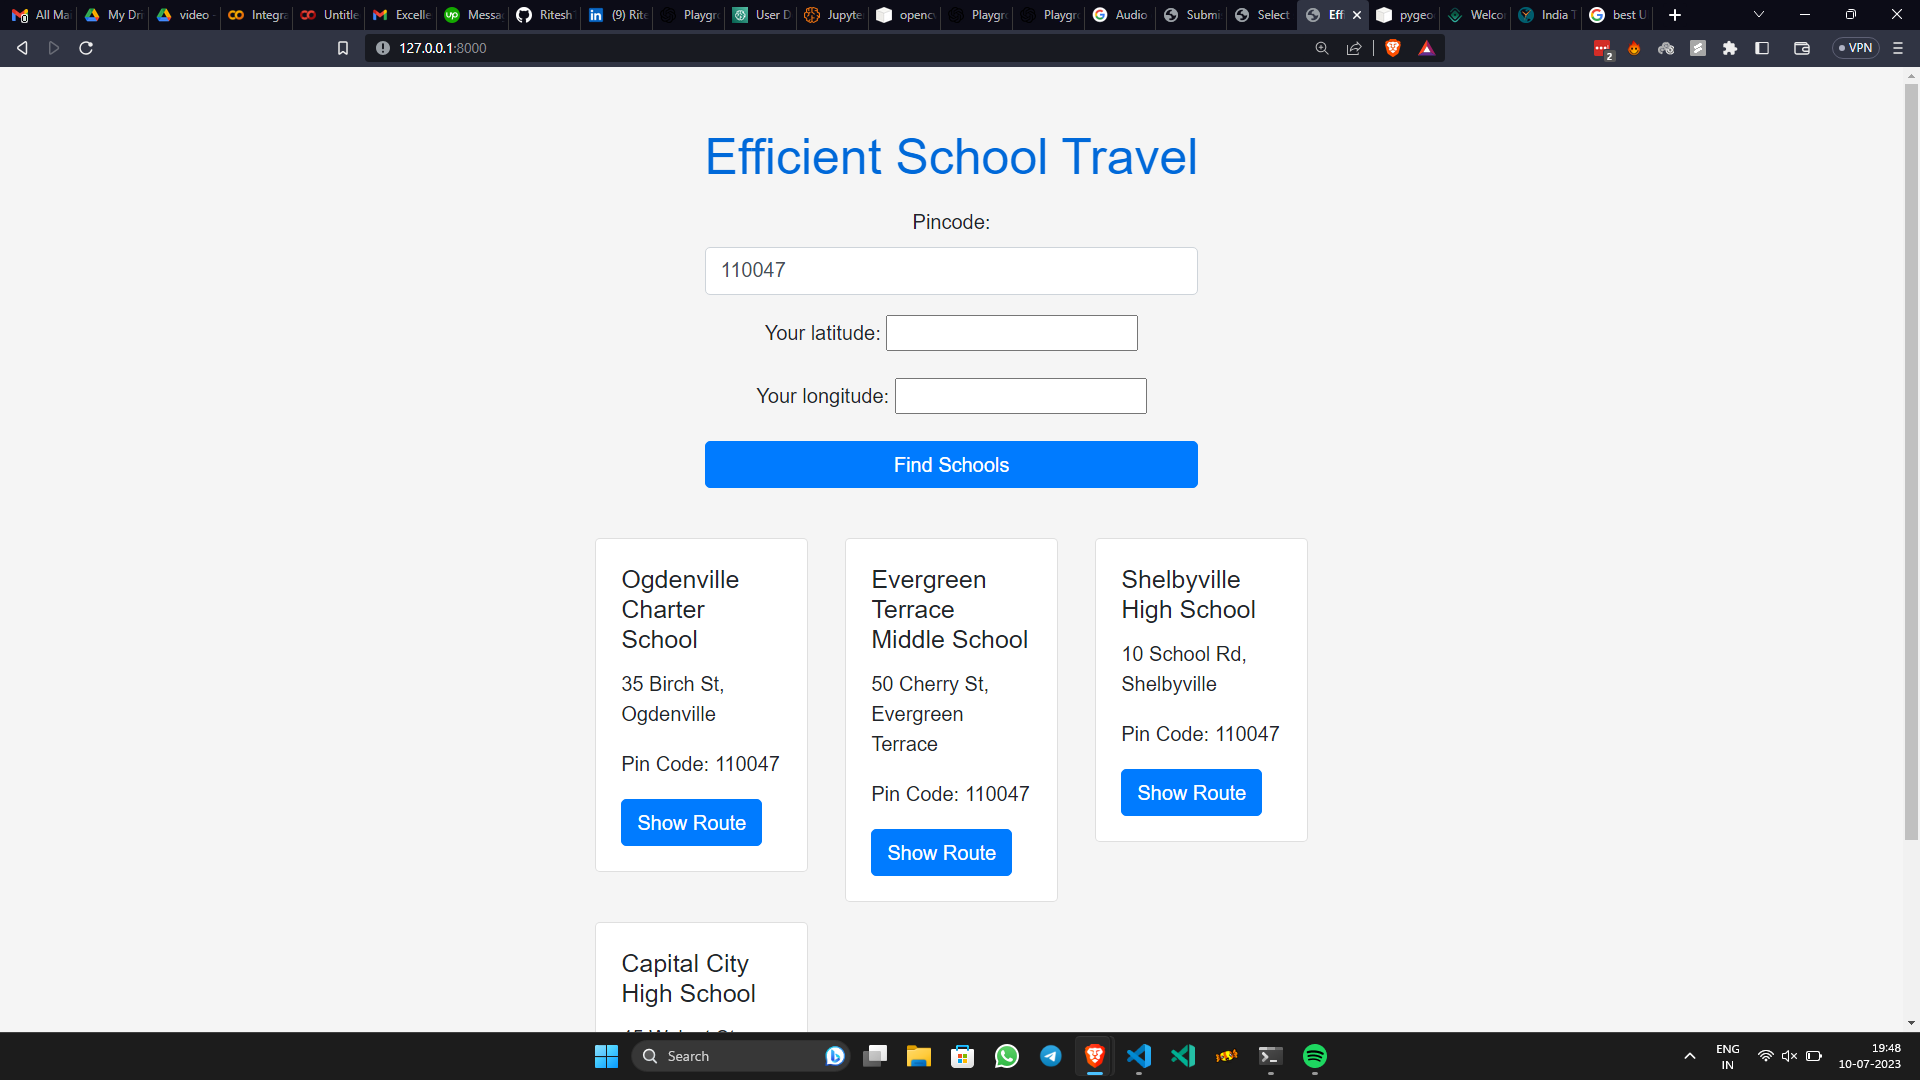 All Ma
My Dri
video -
Integra
Untitle
Excelle
Messa
Ritesh
(9) Rite
Playgr
User D
Jupyte
openc
Playgr
Playgr
Audio
Submi
Select
Effi
pygeo
Welcor
India T
best U
127.0.0.1:8000
2
VPN
Efficient School Travel
Pincode:
110047
Your latitude:
Your longitude:
Find Schools
Ogdenville
Charter
School
35 Birch St,
Ogdenville
Pin Code: 110047
Show Route
Evergreen
Terrace
Middle School
50 Cherry St,
Evergreen
Terrace
Pin Code: 110047
Show Route
Shelbyville
High School
10 School Rd,
Shelbyville
Pin Code: 110047
Show Route
Capital City
High School
Search
ENG
IN
19:48
10-07-2023